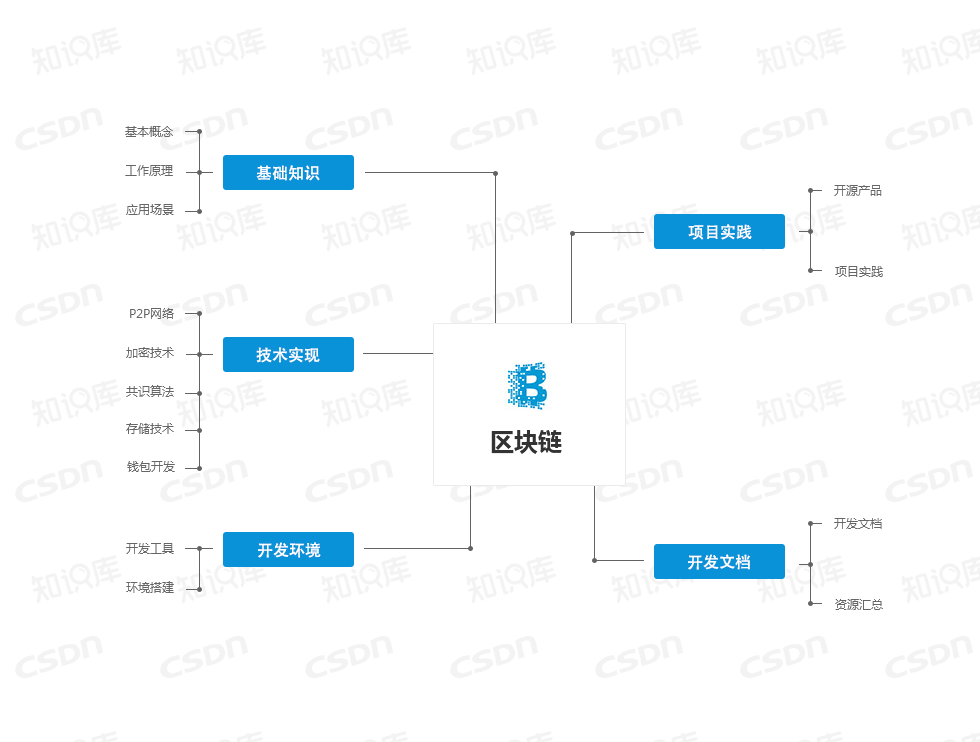 基本概念
工作原理
应用场景
基础知识
P2P网络
加密技术
共识算法
存储技术
钱包开发
技术实现
开发工具
环境搭建
开发环境
区块链
项目实践
开源产品
项目实践
开发文档
开发文档
资源汇总
知识库
CSDN